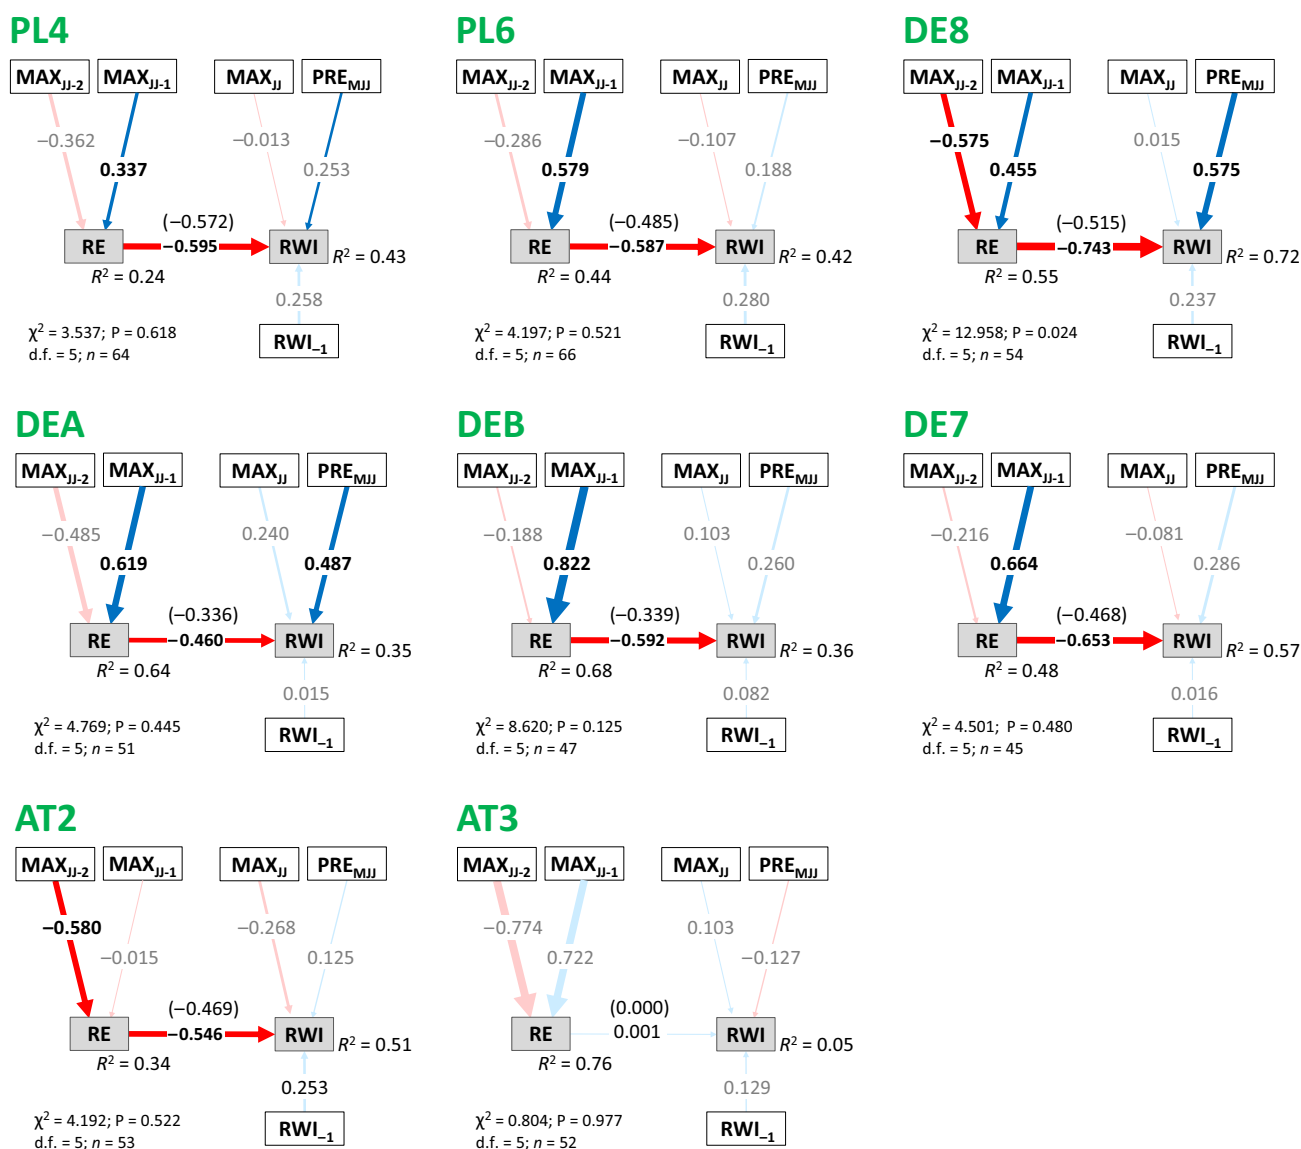 PL4
MAXJJ-2 MAXJJ-1 MAXJJ PREMJJ
−0.362 −0.013
0.337 0.253
(−0.572)
RE −0.595 RWI
R2 = 0.43
R2 = 0.24
0.258
χ2 = 3.537; P = 0.618
d.f. = 5; n = 64
RWI–1
PL6
MAXJJ-2 MAXJJ-1 MAXJJ PREMJJ
−0.286 −0.107
0.579 0.188
(−0.485)
RE −0.587 RWI
R2 = 0.42
R2 = 0.44
0.280
χ2 = 4.197; P = 0.521
d.f. = 5; n = 66
RWI–1
DE8
MAXJJ-2 MAXJJ-1 MAXJJ PREMJJ
−0.575 0.015
0.455 0.575
(−0.515)
RE −0.743 RWI
R2 = 0.72
R2 = 0.55
0.237
χ2 = 12.958; P = 0.024
d.f. = 5; n = 54
RWI–1
DEA
MAXJJ-2 MAXJJ-1 MAXJJ PREMJJ
−0.485 0.240
0.619 0.487
(−0.336)
RE −0.460 RWI
R2 = 0.35
R2 = 0.64
0.015
χ2 = 4.769; P = 0.445
d.f. = 5; n = 51
RWI–1
DEB
MAXJJ-2 MAXJJ-1 MAXJJ PREMJJ
−0.188 0.103
0.822 0.260
(−0.339)
RE −0.592 RWI
R2 = 0.36
R2 = 0.68
0.082
χ2 = 8.620; P = 0.125
d.f. = 5; n = 47
RWI–1
DE7
MAXJJ-2 MAXJJ-1 MAXJJ PREMJJ
−0.216 −0.081
0.664 0.286
(−0.468)
RE −0.653 RWI
R2 = 0.57
R2 = 0.48
0.016
χ2 = 4.501; P = 0.480
d.f. = 5; n = 45
RWI–1
AT2
MAXJJ-2 MAXJJ-1 MAXJJ PREMJJ
−0.580 −0.268
−0.015 0.125
(−0.469)
RE −0.546 RWI
R2 = 0.51
R2 = 0.34
0.253
χ2 = 4.192; P = 0.522
d.f. = 5; n = 53
RWI–1
AT3
MAXJJ-2 MAXJJ-1 MAXJJ PREMJJ
−0.774 0.103
0.722 −0.127
(0.000)
RE 0.001 RWI
R2 = 0.05
R2 = 0.76
0.129
χ2 = 0.804; P = 0.977
d.f. = 5; n = 52
RWI–1